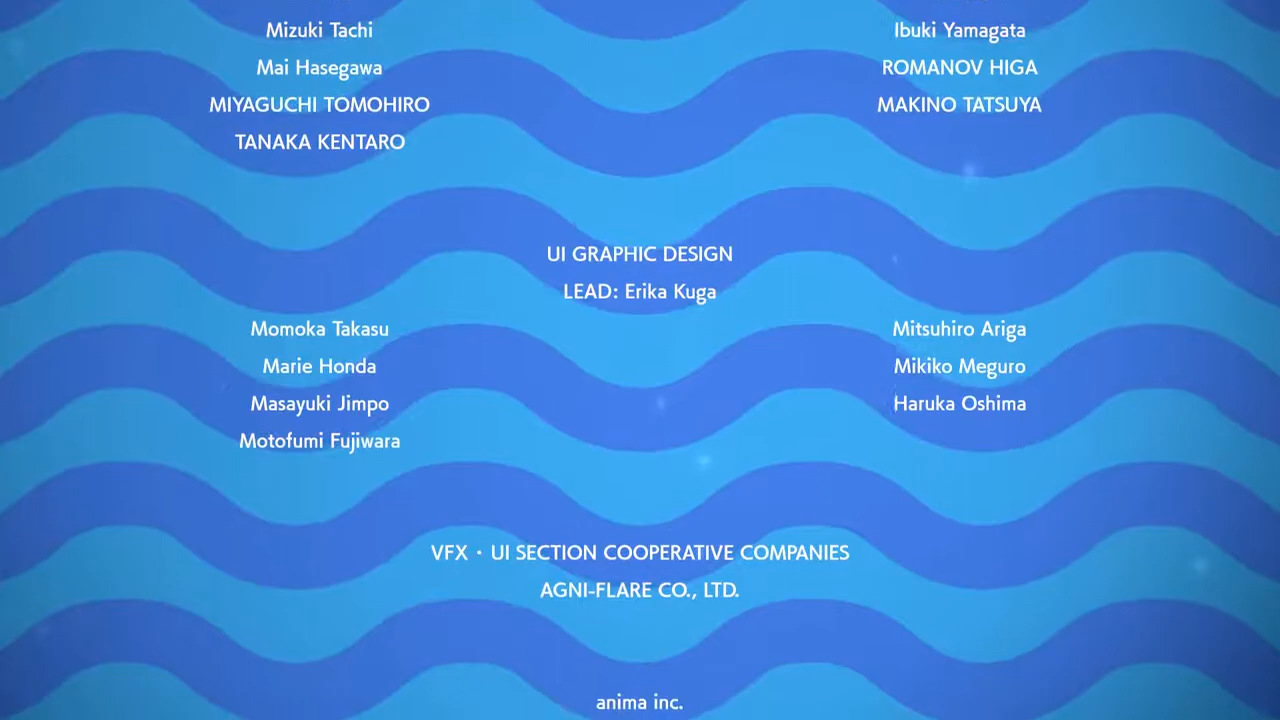 Mizuki Tachi
Ibuki Yamagata
Mai Hasegawa
ROMANOV HIGA
MIYAGUCHI TOMOHIRO
MAKINO TATSUYA
TANAKA KENTARO
UI GRAPHIC DESIGN
LEAD: Erika Kuga
Momoka Takasu
Mitsuhiro Ariga
Marie Honda
Mikiko Meguro
Masayuki Jimpo
Haruka Oshima
Motofumi Fujiwara
VFX・UI SECTION COOPERATIVE COMPANIES
AGNI-FLARE CO., LTD.
anima inc.